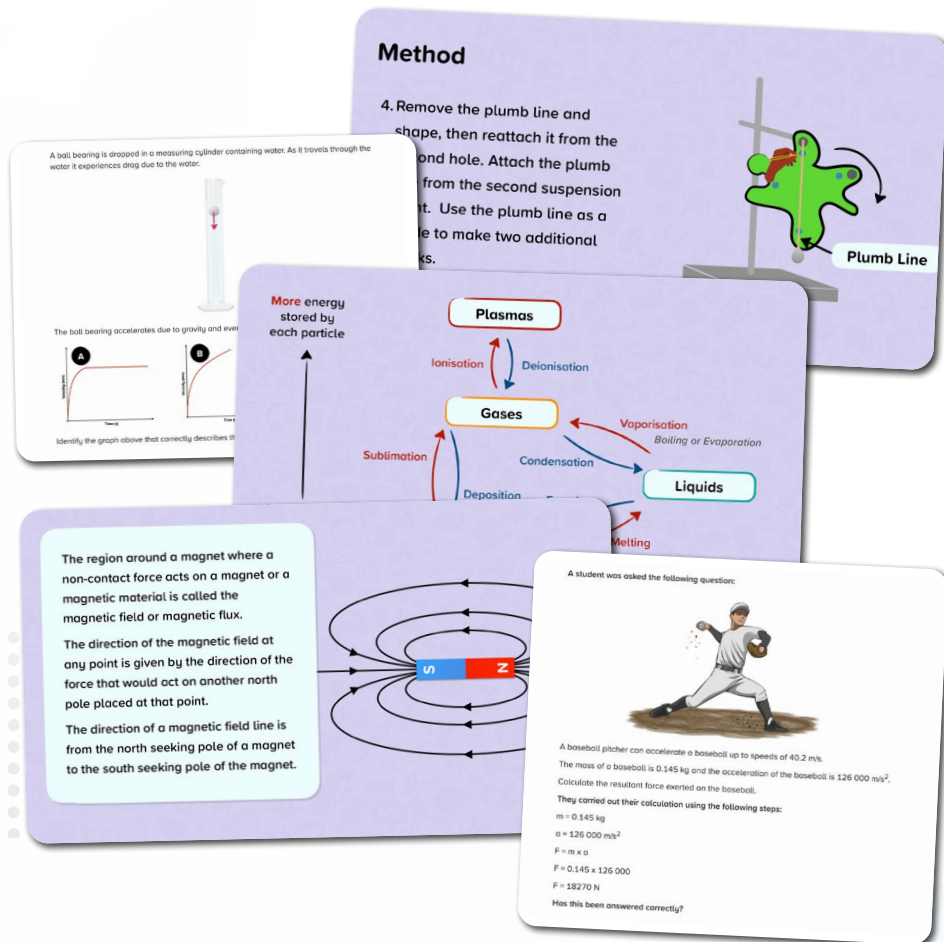 Method
4. Remove the plumb line and
shape, then reattach it from the
ond hole. Attach the plumb
from the second suspension
nt. Use the plumb line as a
le to make two additional
ks.
Plumb Line
A ball bearing is dropped in a measuring cylinder containing water. As it travels through the
water it experiences drag due to the water.
The ball bearing accelerates due to gravity and even
A
B
Time (s)
Identify the graph above that correctly describes th
More energy
stored by
each particle
Plasmas
Ionisation
Deionisation
Gases
Vaporisation
Boiling or Evaporation
Sublimation
Condensation
Liquids
Deposition
Melting
The region around a magnet where a
non-contact force acts on a magnet or a
magnetic material is called the
magnetic field or magnetic flux.
The direction of the magnetic field at
any point is given by the direction of the
force that would act on another north
pole placed at that point.
The direction of a magnetic field line is
from the north seeking pole of a magnet
to the south seeking pole of the magnet.
S
N
A student was asked the following question:
A baseball pitcher can accelerate a baseball up to speeds of 40.2 m/s.
The mass of a baseball is 0.145 kg and the acceleration of the baseball is 126 000 m/s².
Calculate the resultant force exerted on the baseball.
They carried out their calculation using the following steps:
m = 0.145 kg
a = 126 000 m/s²
F = m x a
F = 0.145 x 126 000
F = 18270 N
Has this been answered correctly?